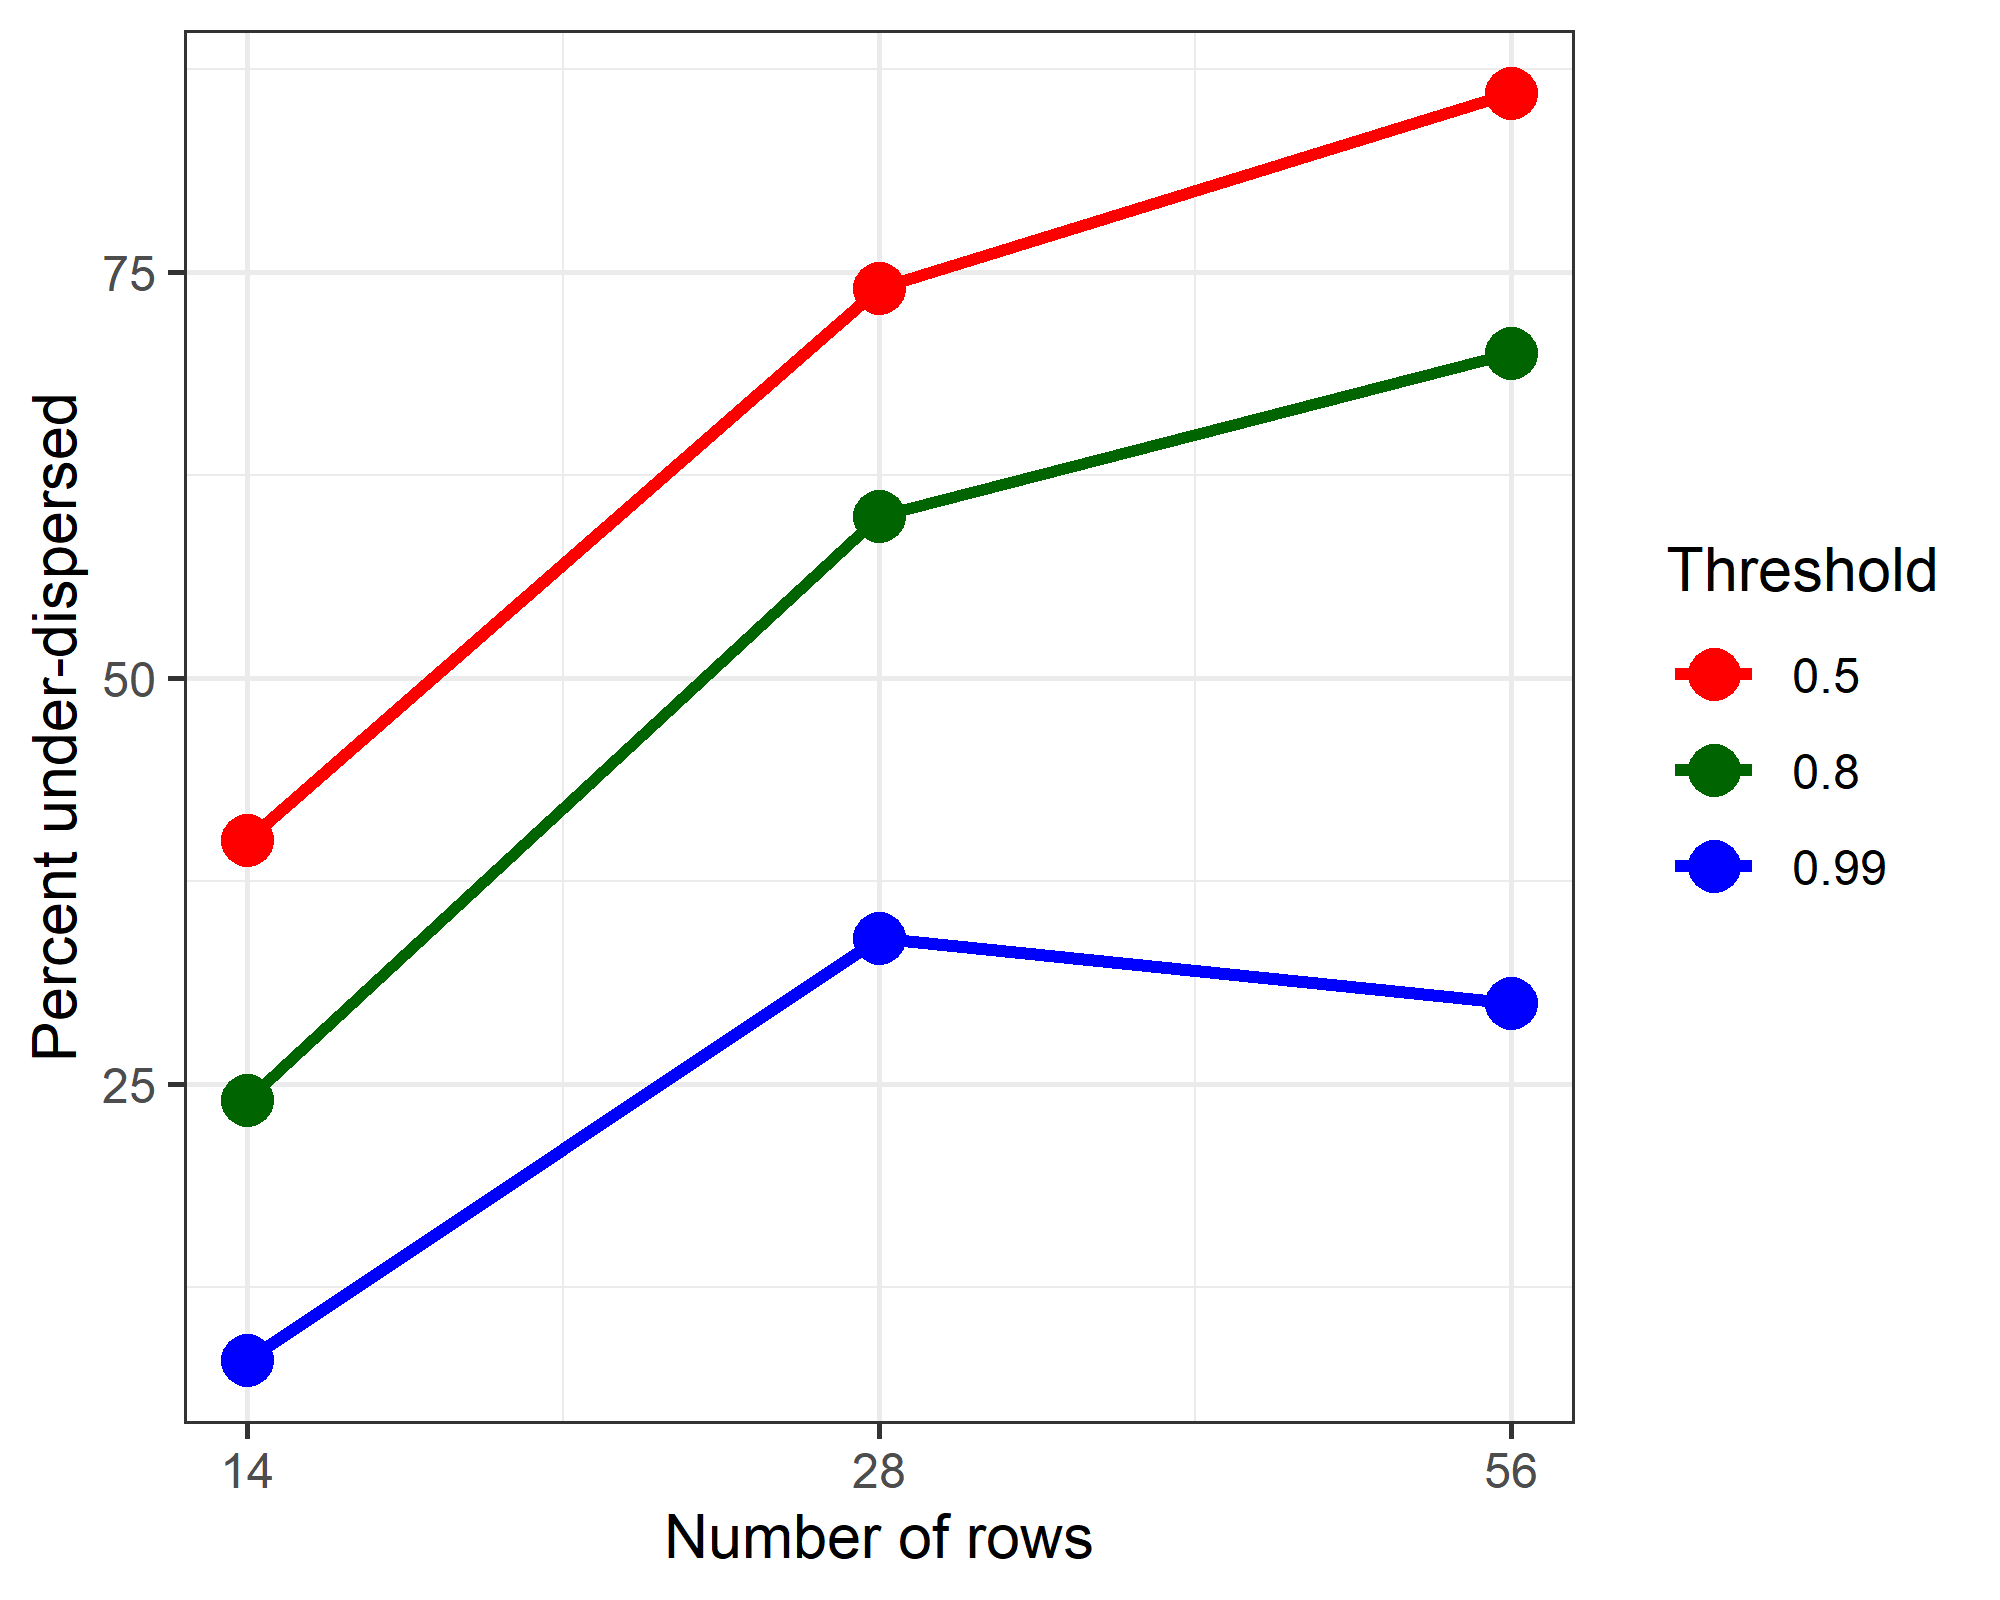 Percent under-dispersed
75
50
25
14 28 56
Number of rows
Threshold
0.5
0.8
0.99